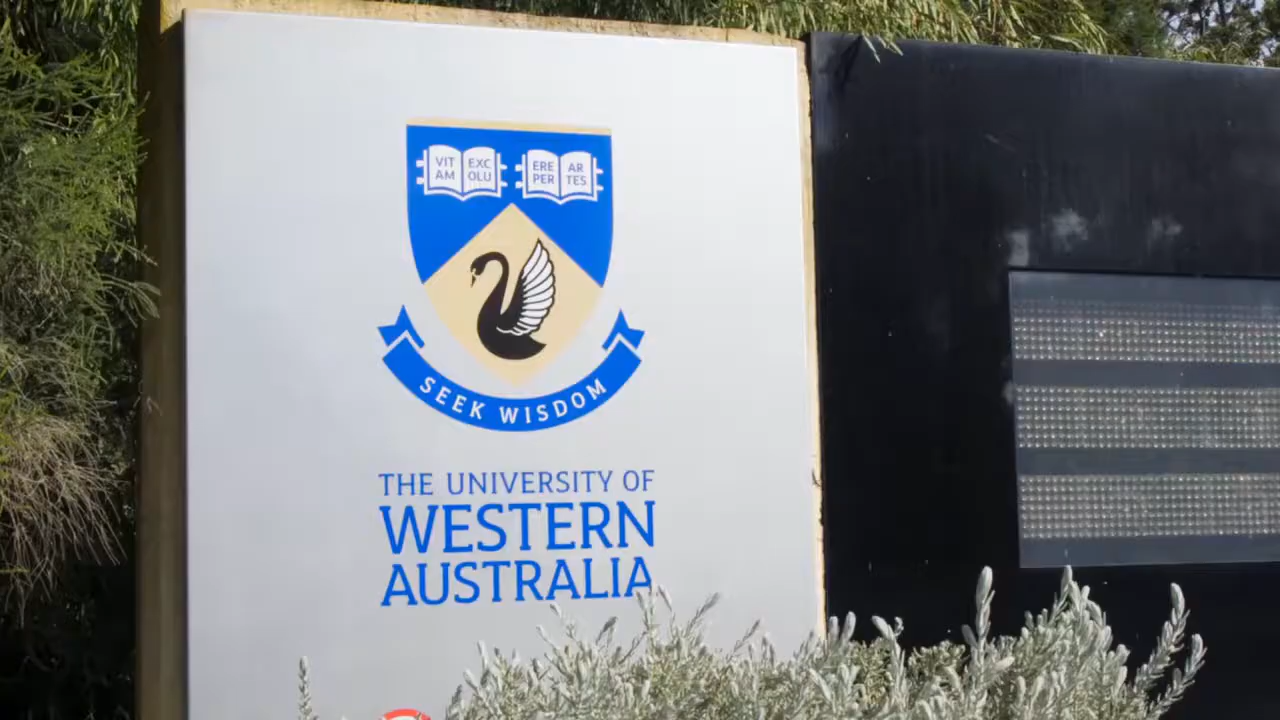 VIT EXC ERE AR
AM OLU PER TES
SEEK WISDOM
THE UNIVERSITY OF
WESTERN
AUSTRALIA